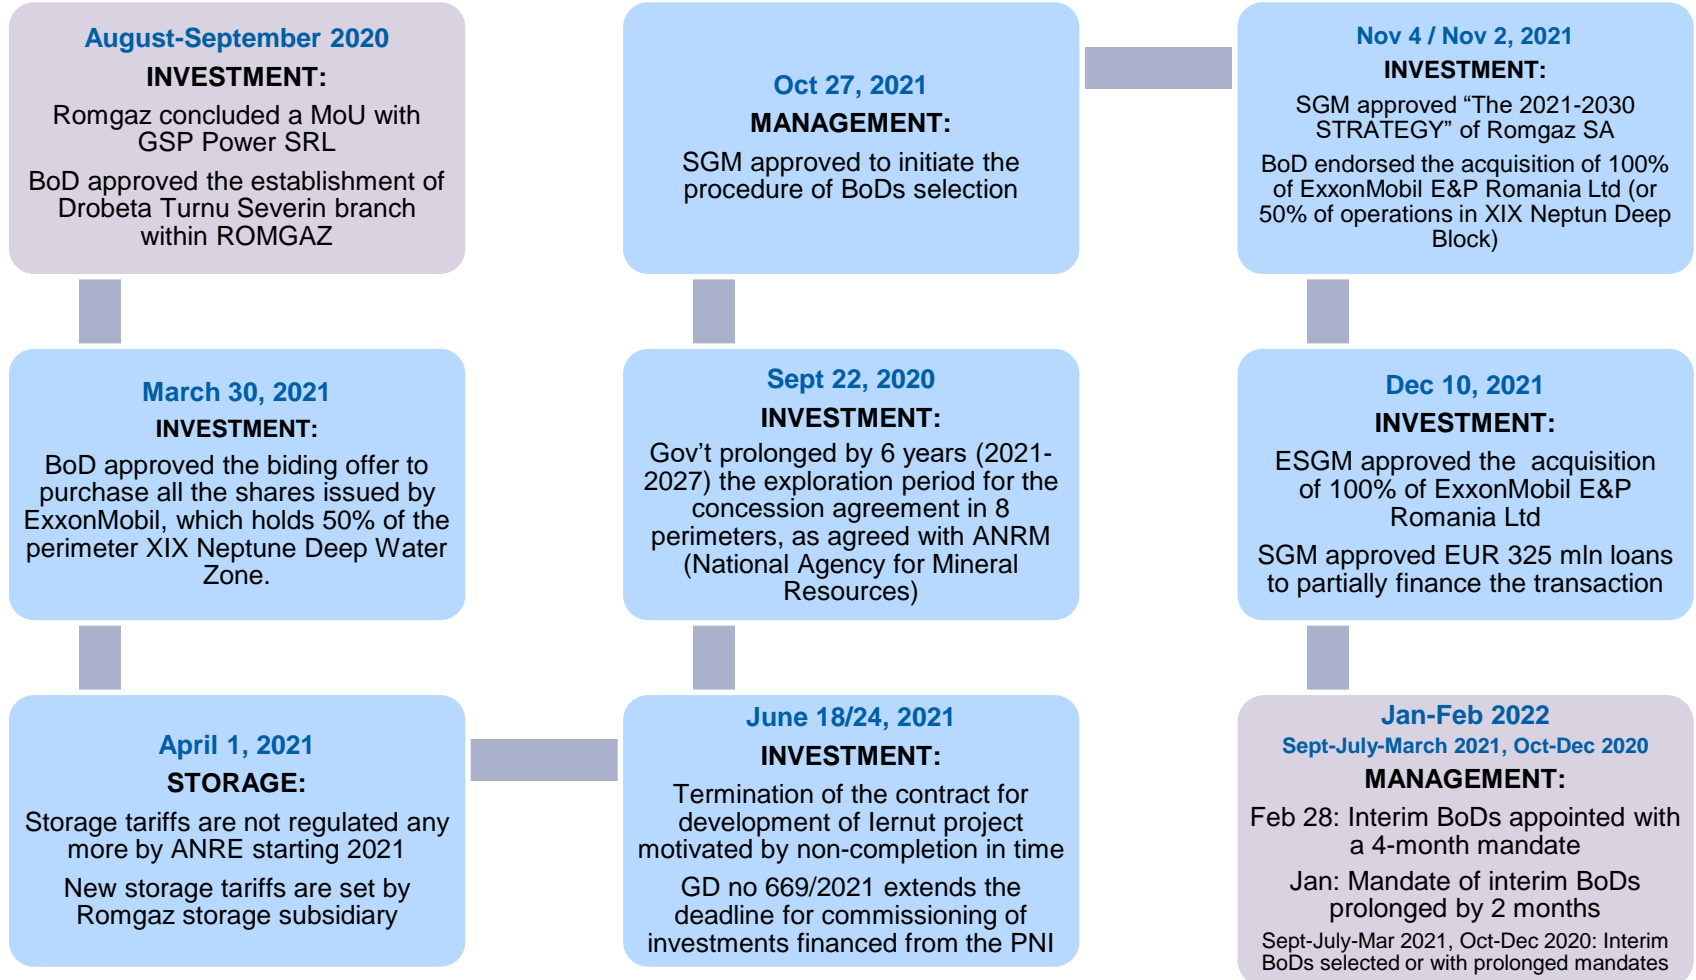 August-September 2020
INVESTMENT:
Romgaz concluded a MoU with
GSP Power SRL
BoD approved the establishment of
Drobeta Turnu Severin branch
within ROMGAZ
March 30, 2021
INVESTMENT:
BoD approved the biding offer to
purchase all the shares issued by
ExxonMobil, which holds 50% of the
perimeter XIX Neptune Deep Water
Zone.
April 1, 2021
STORAGE:
Storage tariffs are not regulated any
more by ANRE starting 2021
New storage tariffs are set by
Romgaz storage subsidiary
June 18/24, 2021
INVESTMENT:
Termination of the contract for
development of Iernut project
motivated by non-completion in time
GD no 669/2021 extends the
deadline for commissioning of
investments financed from the PNI
Sept 22, 2020
INVESTMENT:
Gov't prolonged by 6 years (2021-
2027) the exploration period for the
concession agreement in 8
perimeters, as agreed with ANRM
(National Agency for Mineral
Resources)
Oct 27, 2021
MANAGEMENT:
SGM approved to initiate the
procedure of BoDs selection
Nov 4 / Nov 2, 2021
INVESTMENT:
SGM approved “The 2021-2030
STRATEGY” of Romgaz SA
BoD endorsed the acquisition of 100%
of ExxonMobil E&P Romania Ltd (or
50% of operations in XIX Neptun Deep
Block)
Dec 10, 2021
INVESTMENT:
ESGM approved the acquisition
of 100% of ExxonMobil E&P
Romania Ltd
SGM approved EUR 325 mln loans
to partially finance the transaction
Jan-Feb 2022
Sept-July-March 2021, Oct-Dec 2020
MANAGEMENT:
Feb 28: Interim BoDs appointed with
a 4-month mandate
Jan: Mandate of interim BoDs
prolonged by 2 months
Sept-July-Mar 2021, Oct-Dec 2020: Interim
BoDs selected or with prolonged mandates